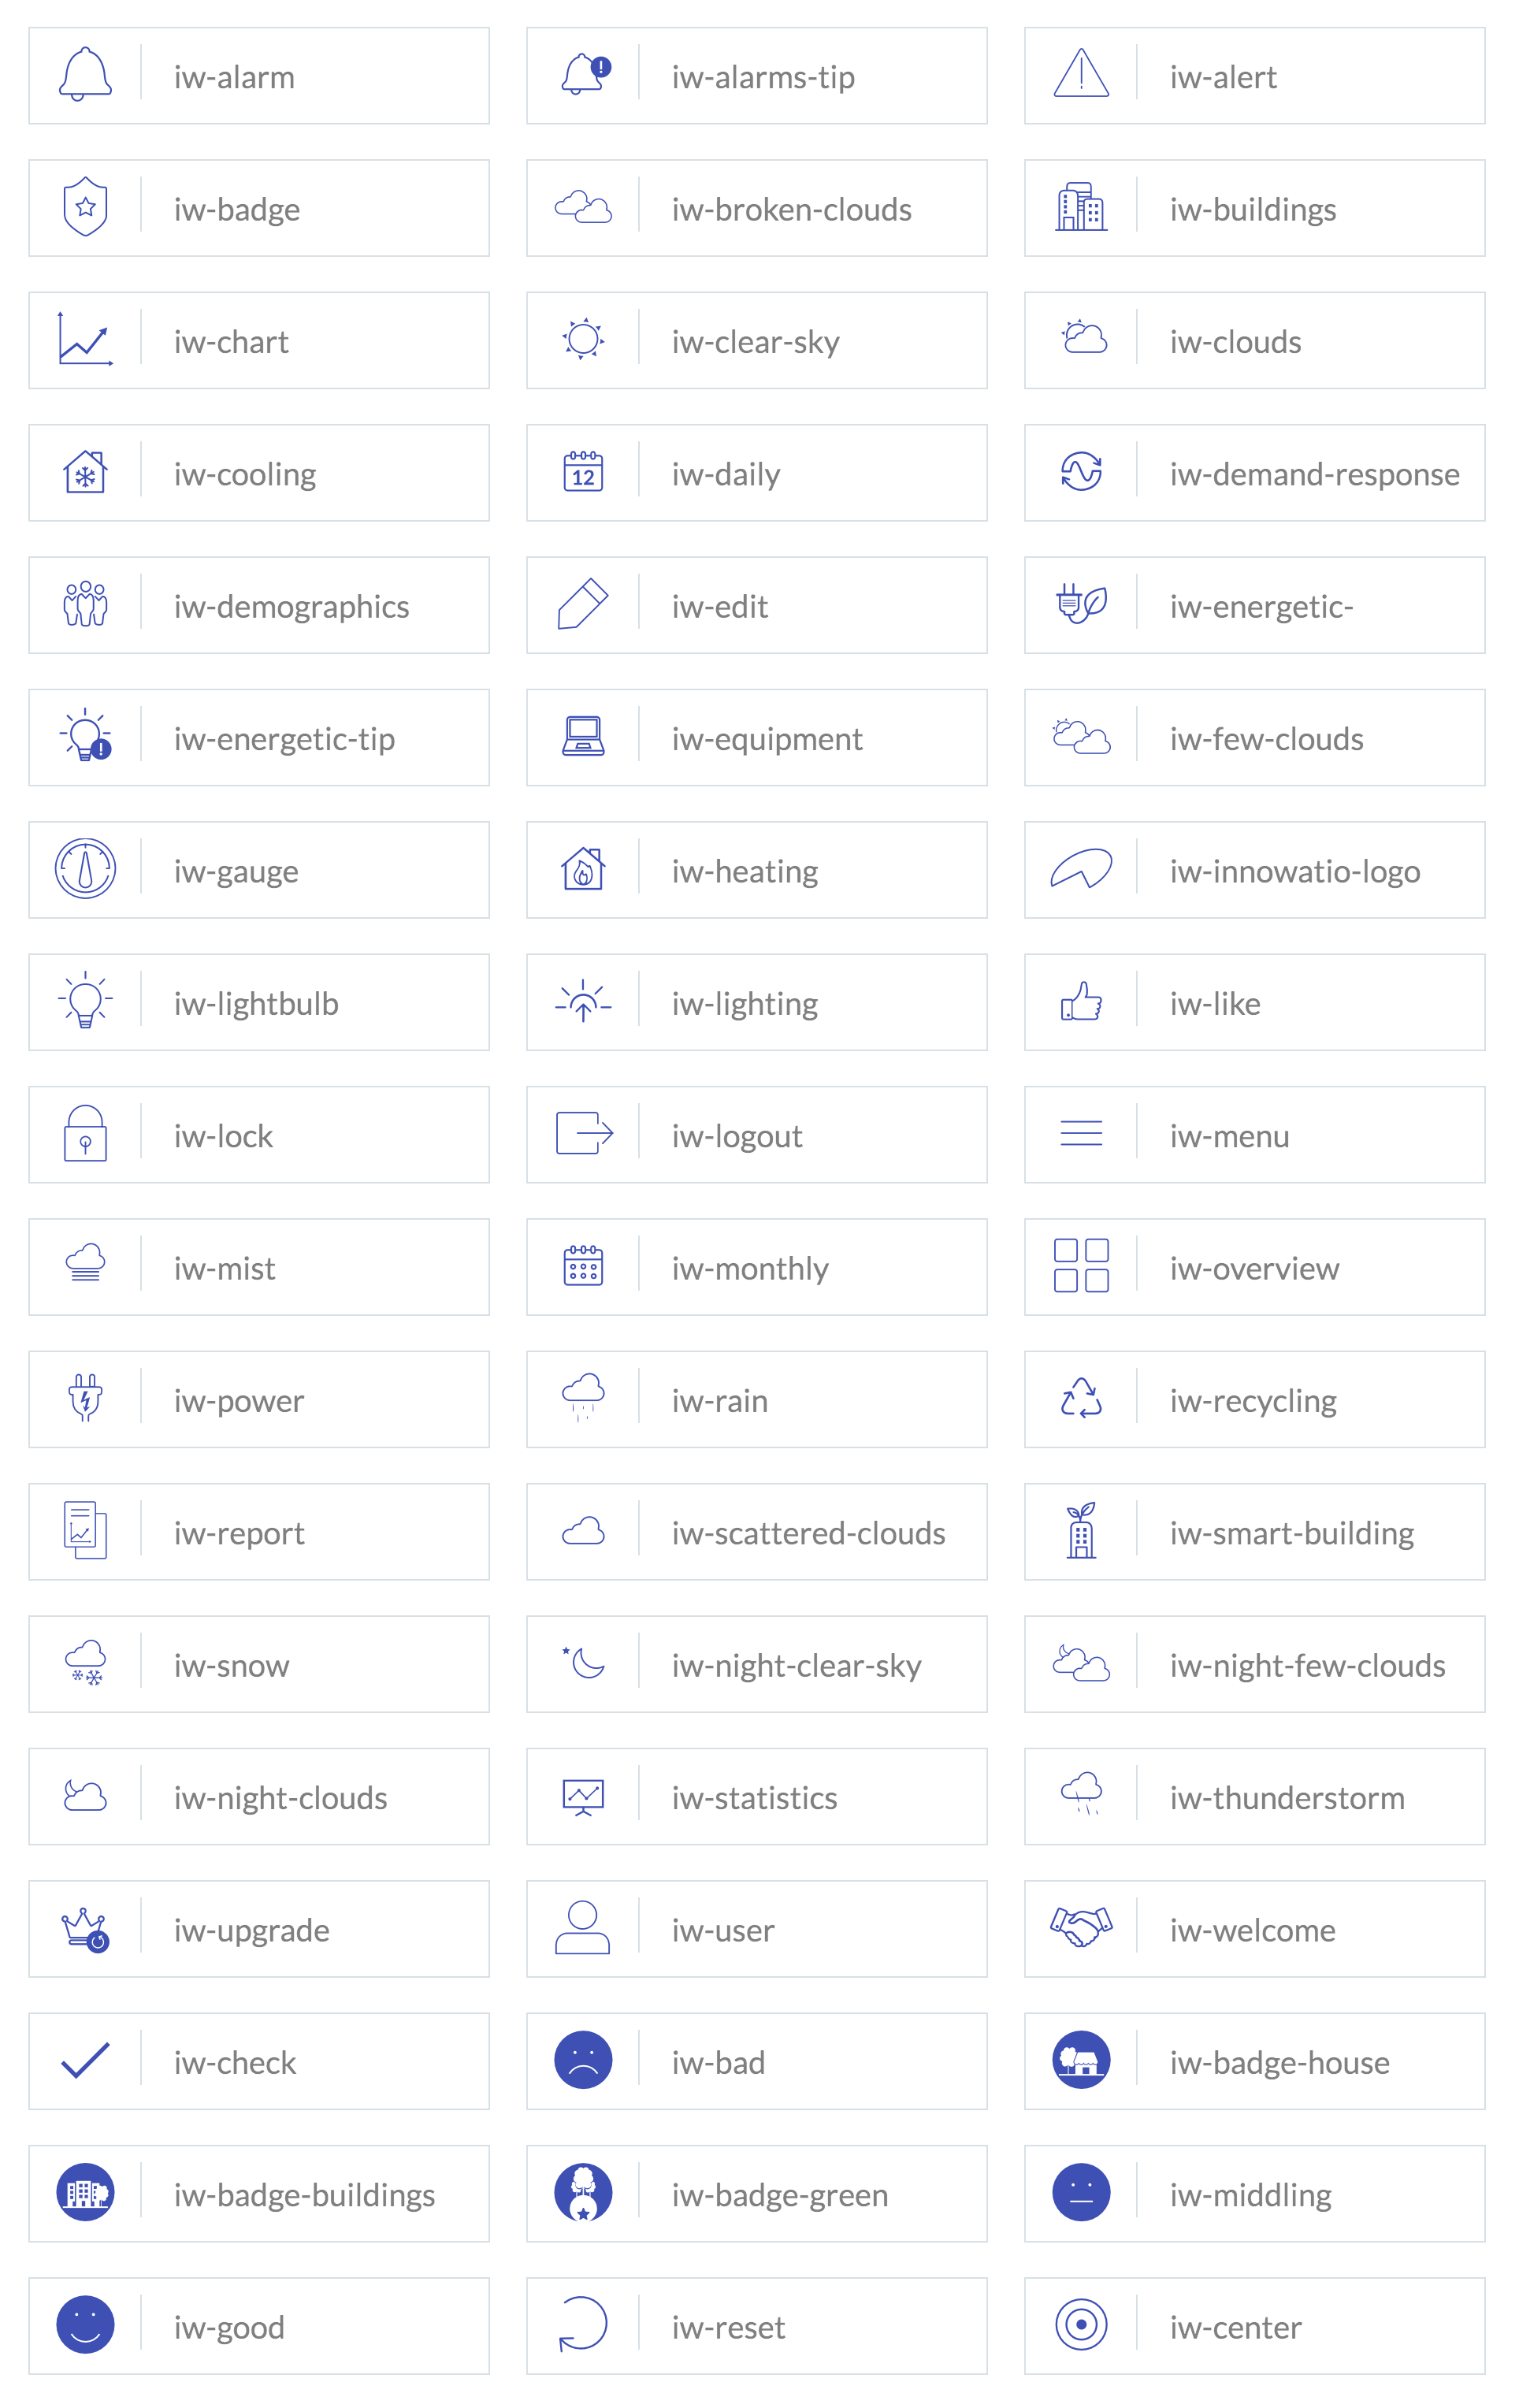 iw-alarm
iw-alarms-tip
iw-alert
iw-badge
iw-broken-clouds
iw-buildings
iw-chart
iw-clear-sky
iw-clouds
iw-cooling
12
iw-daily
iw-demand-response
iw-demographics
iw-edit
iw-energetic-
iw-energetic-tip
iw-equipment
iw-few-clouds
iw-gauge
iw-heating
iw-innowatio-logo
iw-lightbulb
iw-lighting
iw-like
iw-lock
iw-logout
iw-menu
iw-mist
iw-monthly
iw-overview
iw-power
iw-rain
iw-recycling
iw-report
iw-scattered-clouds
iw-smart-building
iw-snow
iw-night-clear-sky
iw-night-few-clouds
iw-night-clouds
iw-statistics
iw-thunderstorm
iw-upgrade
iw-user
iw-welcome
iw-check
iw-bad
iw-badge-house
iw-badge-buildings
iw-badge-green
iw-middling
iw-good
iw-reset
iw-center